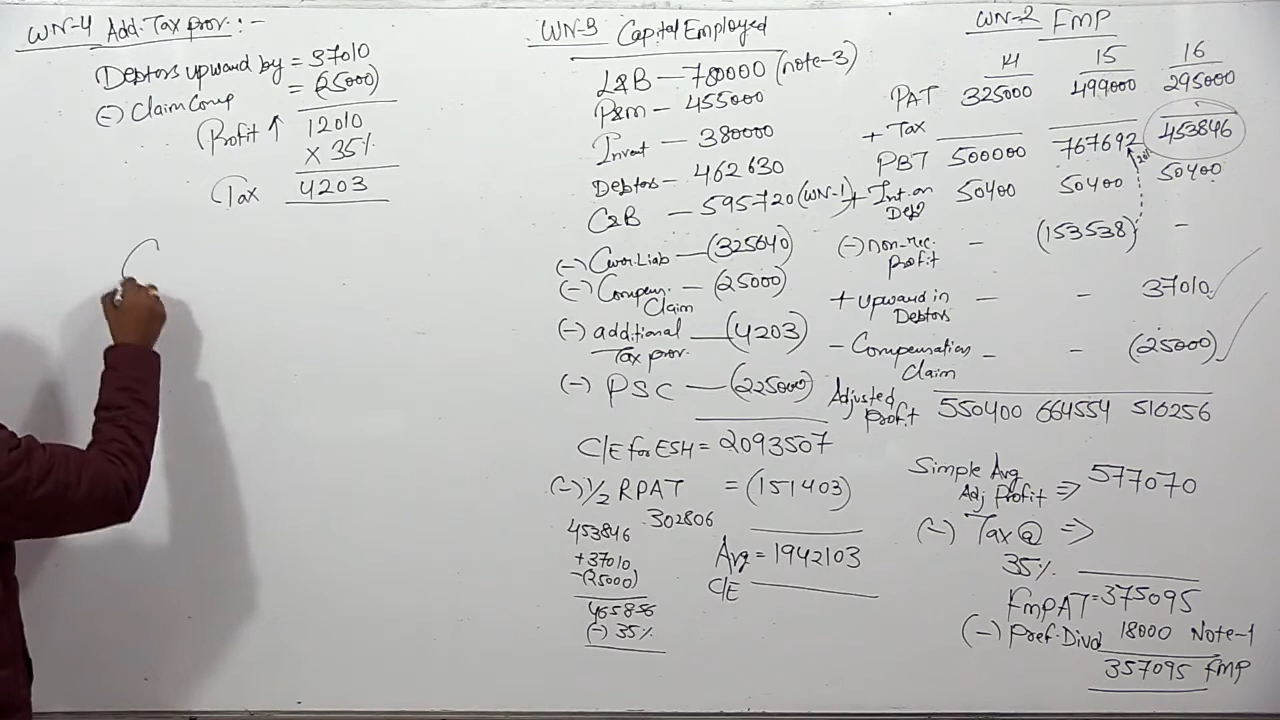 WN-4 Add. Tax prov. :-
Debtors upward by = 37010
(-) Claim Comp = (25000)
Profit ↑ 12010
X 35%
Tax 4203
WN-3 Capital Employed
L&B — 780000 (note-3)
P&M — 455000
Invent — 380000
Debtors — 462630
C&B — 595720 (WN-1)
(-) Curr. Liab — (325640)
(-) Compen. Claim — (25000)
(-) additional Tax prov. — (4203)
(-) PSC — (225000)
C/E for ESH = 2093507
(-) 1/2 RPAT = (151403)
302806
453846
+37010
-(25000)
465856
(-) 35%
Avg C/E = 1942103
WN-2 FMP
14 15 16
PAT 325000 499000 295000
+ Tax
PBT 500000 767692 453846
+ Int. on Deb? 50400 50400 50400
(-) non-rec. profit - (153538) -
+ upward in Debtors - - 37010
- Compensation Claim - - (25000)
Adjusted Profit 550400 664554 516256
Simple Avg Adj Profit ⇒ 577070
(-) Tax @ 35% ⇒
FMPAT = 375095
(-) Pref. Divd 18000 Note-1
357095 FMP